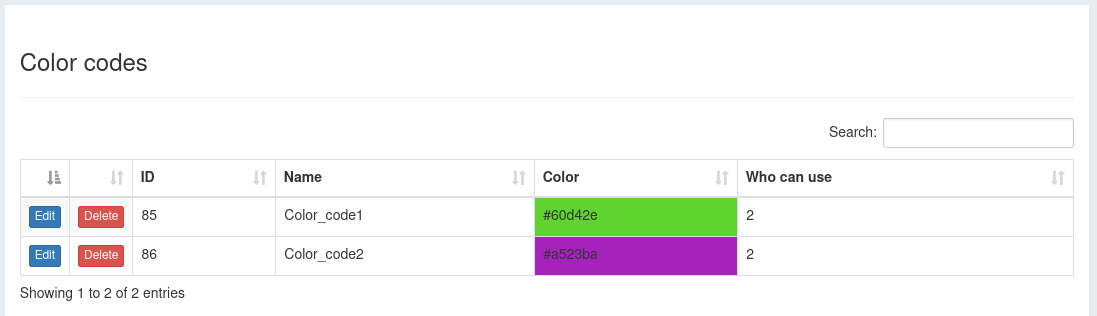 Color codes
Search:
ID Name Color Who can use
Edit Delete 85 Color_code1 #60d42e 2
Edit Delete 86 Color_code2 #a523ba 2
Showing 1 to 2 of 2 entries